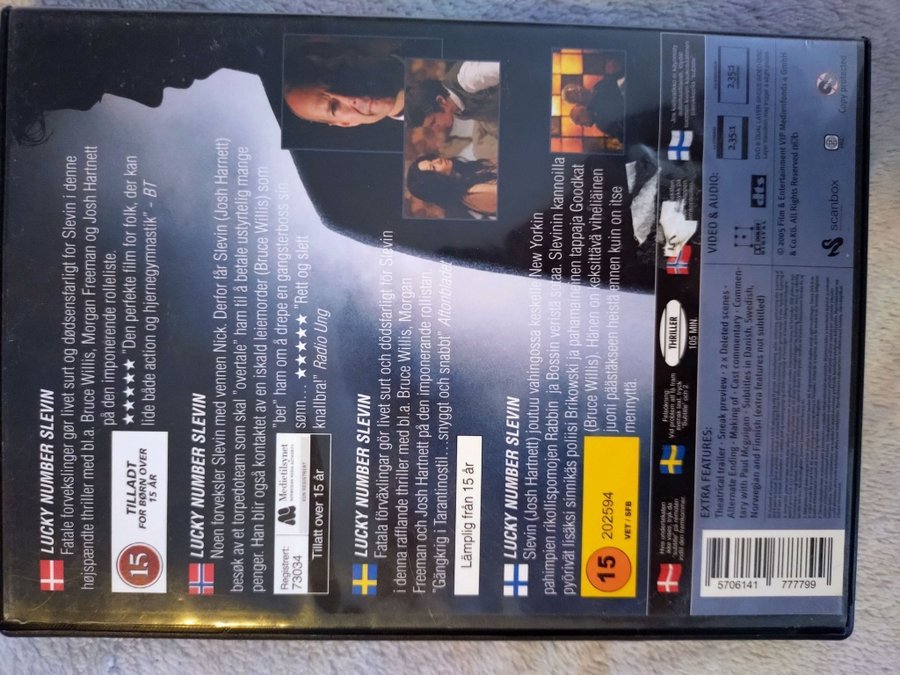 LUCKY NUMBER SLEVIN
Fatale forvekslinger gør livet surt og dødsensfarligt for Slevin i denne
højspændte thriller med bl.a. Bruce Willis, Morgan Freeman og Josh Hartnett
på den imponerende rolleliste.
★★★★★ "Den perfekte film for folk, der kan
lide både action og hjernegymnastik" - BT
15
TILLADT
FOR BØRN OVER
15 ÅR
LUCKY NUMBER SLEVIN
Noen forveksler Slevin med vennen Nick. Derfor får Slevin (Josh Harnett)
besøk av et torpedoteam som skal "overtale" ham til å betale ustyrtelig mange
penger. Han blir også kontaktet av en iskald leiemorder (Bruce Willis) som
"ber" ham om å drepe en gangsterboss sin
sønn... ★★★★★ "Rett og slett
knallbra!" Radio Ung
Registrert:
73034
Medietilsynet
Tillatt over 15 år
LUCKY NUMBER SLEVIN
Fatala förväxlingar gör livet surt och dödsfarligt för Slevin
i denna rafflande thriller med bl.a. Bruce Willis, Morgan
Freeman och Josh Hartnett på den imponerande rollistan.
"Gängkrig i Tarantinostil...snyggt och snabbt" Aftonbladet
Lämplig från 15 år
LUCKY NUMBER SLEVIN
Slevin (Josh Hartnett) joutuu vahingossa keskelle New Yorkin
pahimpien rikollispomojen Rabbin ja Bossin veristä sotaa. Slevinin kannoilla
pyörivät lisäksi sinnikäs poliisi Brikowski ja pahamaineinen tappaja Goodkat
(Bruce Willis). Hänen on keksittävä viheliäinen
juoni päästäkseen heistä ennen kuin on itse
mennyttä.
15
202594
VET / SFB
THRILLER
105 MIN.
EXTRA FEATURES:
Theatrical trailer · Sneak preview · 2 x Deleted scenes ·
Alternate Ending · Making of · Cast commentary · Commen-
tary with Paul Mcguigan · Subtitles in Danish, Swedish,
Norwegian and Finnish (extra features not subtitled)
VIDEO & AUDIO:
2.35:1
2.35:1
dts
© 2005 Film & Entertainment VIP Medienfonds 4 GmbH
& Co.KG. All Rights Reserved
scanbox
Copy protected
5706141 777799